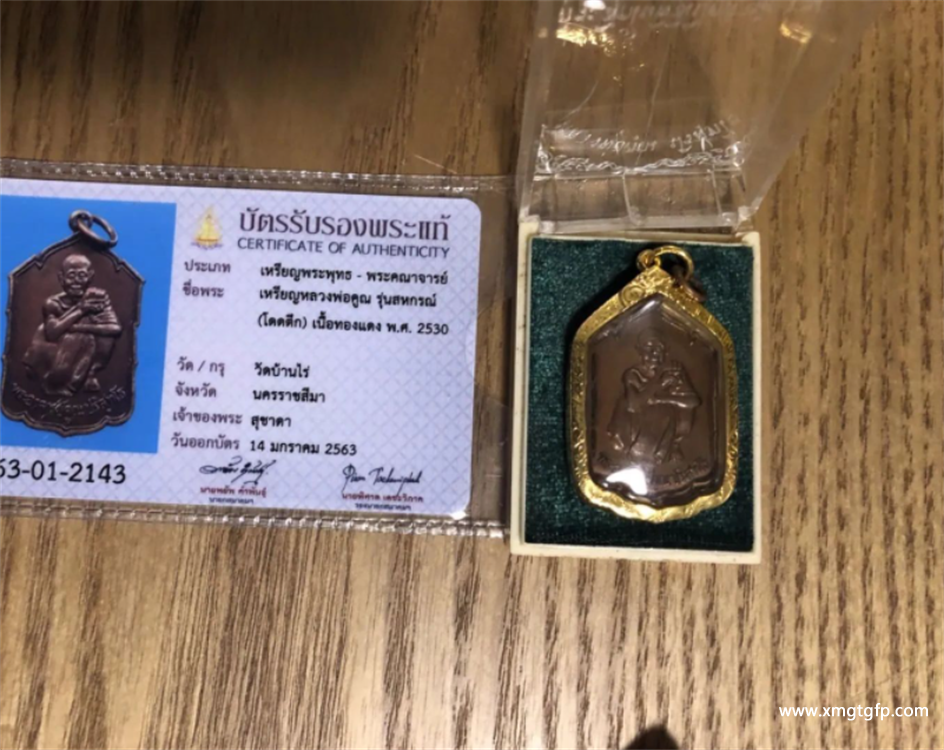 บัตรรับรองพระแท้
CERTIFICATE OF AUTHENTICITY
ประเภท เหรียญพระพุทธ - พระคณาจารย์
ชื่อพระ เหรียญหลวงพ่อคูณ รุ่นสหกรณ์
(โดดตึก) เนื้อทองแดง พ.ศ. 2530
วัด / กรุ วัดบ้านไร่
จังหวัด นครราชสีมา
เจ้าของพระ สุชาดา
วันออกบัตร 14 มกราคม 2563
63-01-2143
www.xmgtgfp.com